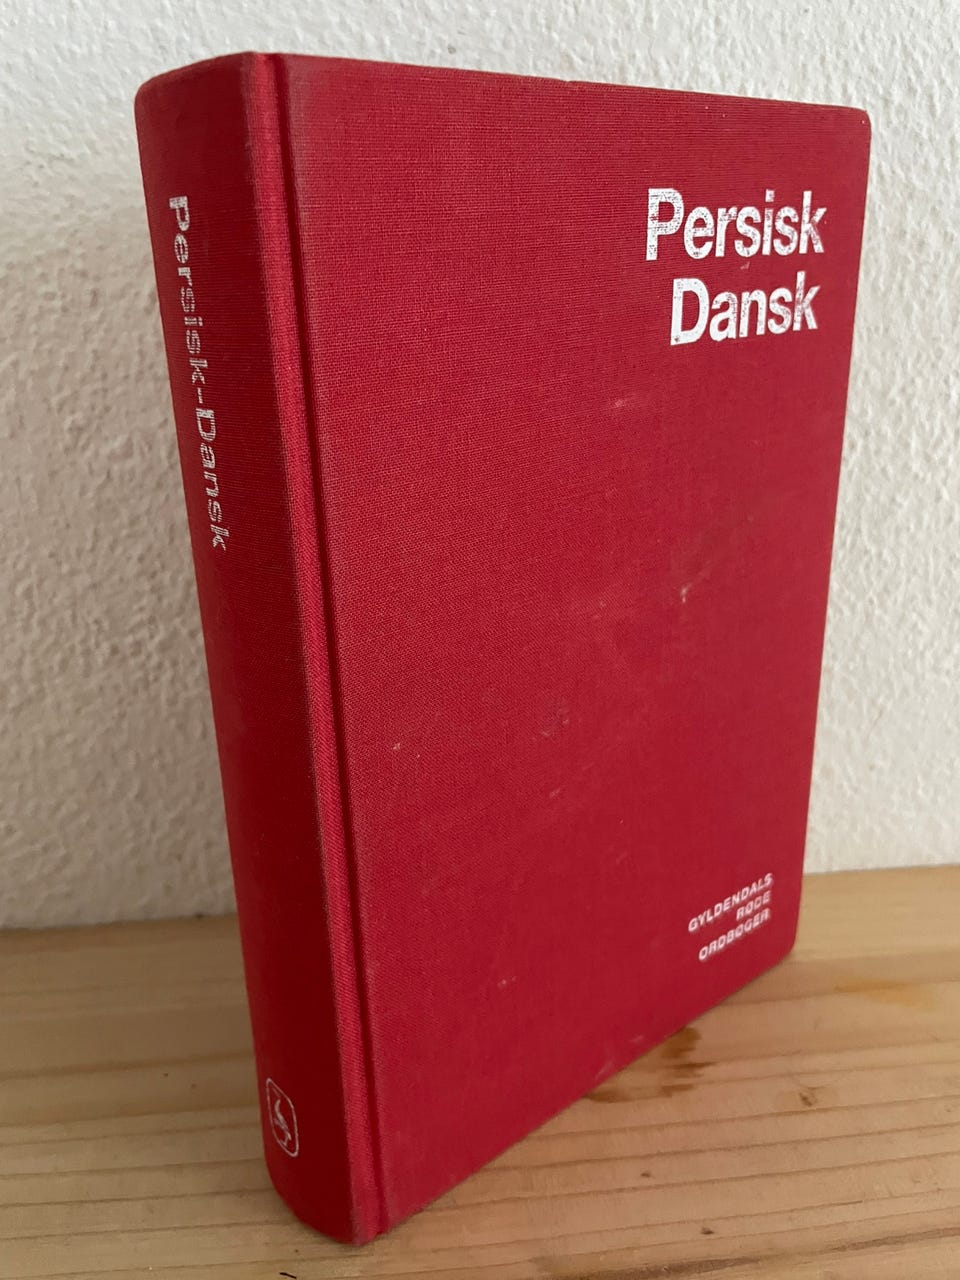 Persisk-Dansk
Persisk
Dansk
GYLDENDALS
RØDE
ORDBØGER